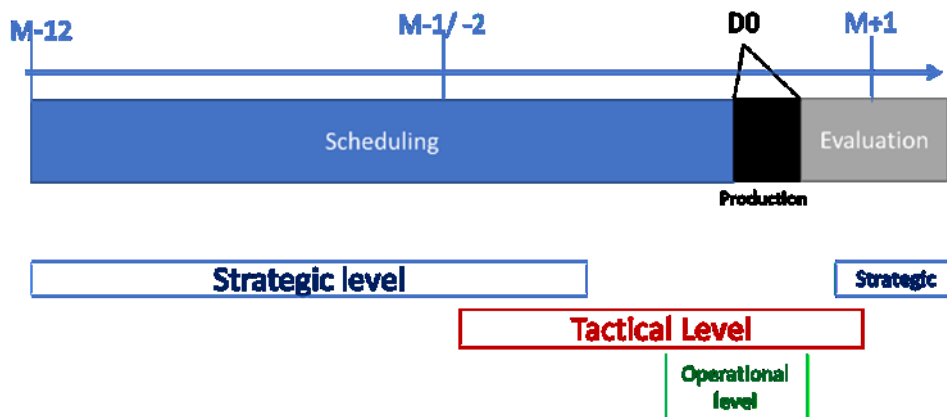 M-12
M-1/ -2
D0
M+1
Scheduling
Evaluation
Production
Strategic level
Strategic
Tactical Level
Operational
level